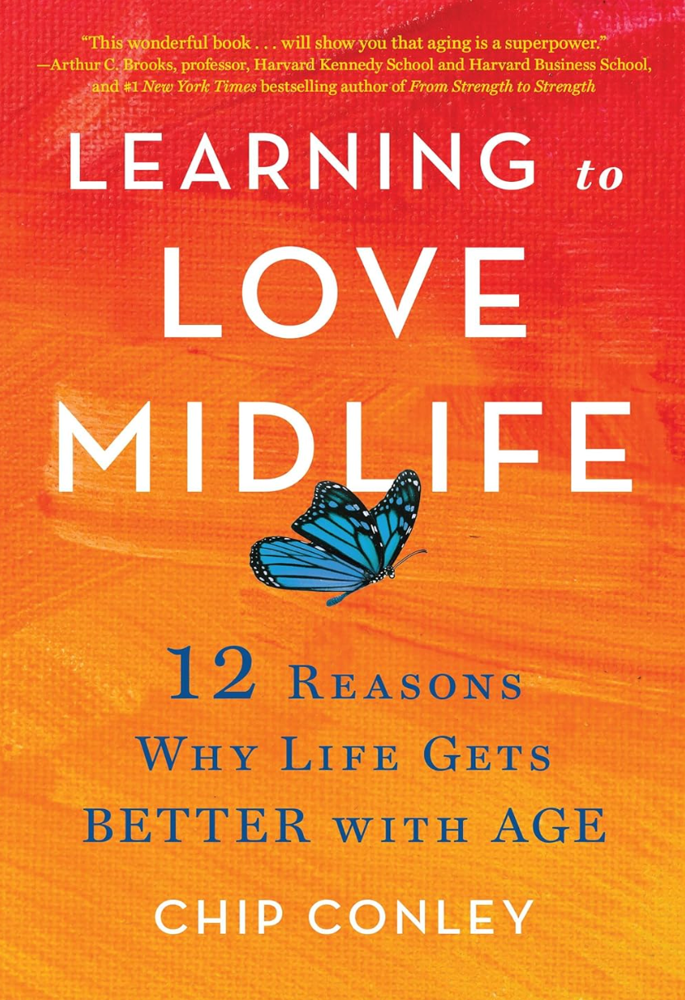 “This wonderful book . . . will show you that aging is a superpower.”
—Arthur C. Brooks, professor, Harvard Kennedy School and Harvard Business School,
and #1 New York Times bestselling author of From Strength to Strength
LEARNING to
LOVE
MIDLIFE
12 REASONS
WHY LIFE GETS
BETTER WITH AGE
CHIP CONLEY